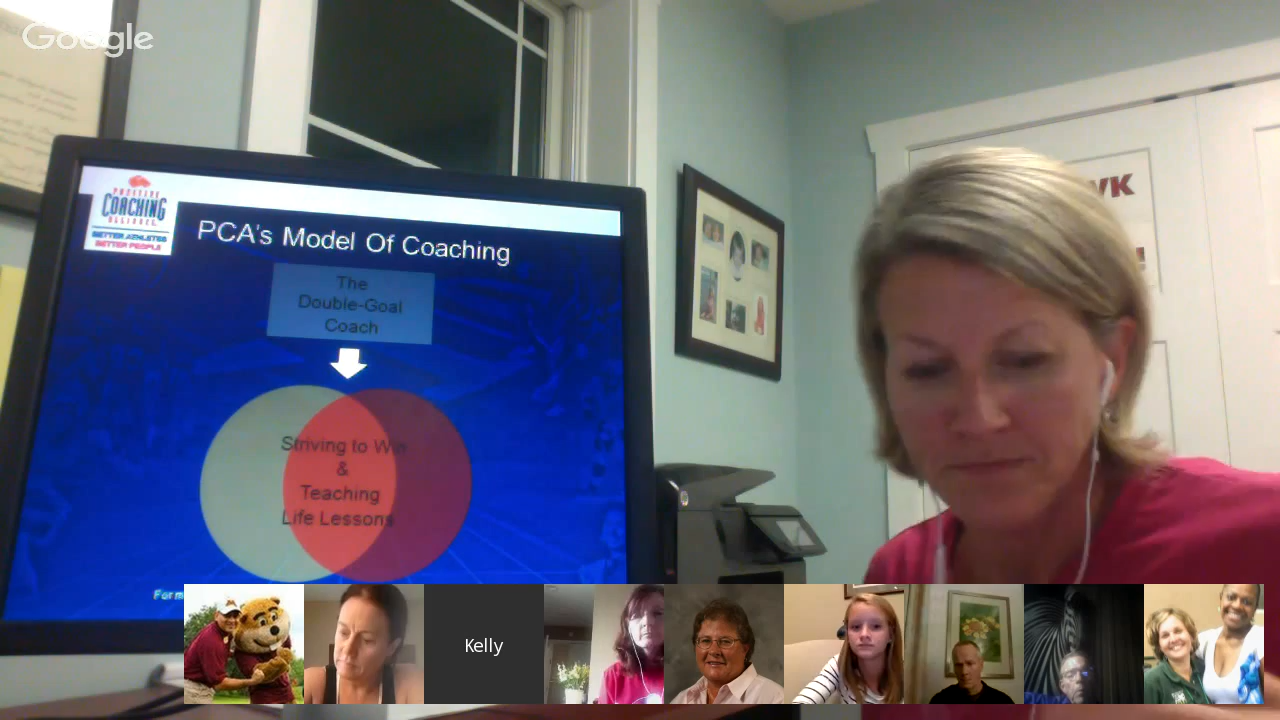 Google
POSITIVE
COACHING
ALLIANCE
BETTER ATHLETES
BETTER PEOPLE
PCA's Model Of Coaching
The
Double-Goal
Coach
Striving to Win
&
Teaching
Life Lessons
VK
Kelly